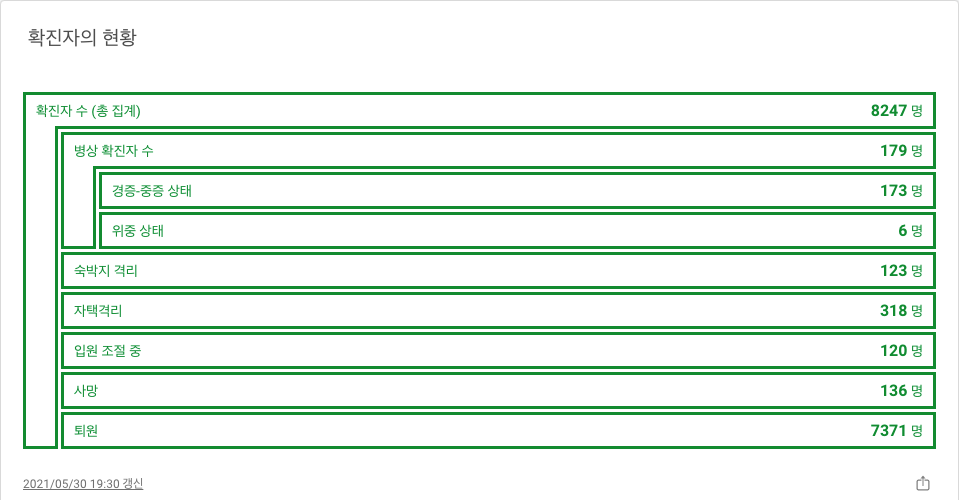 확진자의 현황
확진자 수 (총 집계) 8247 명
병상 확진자 수 179 명
경증-중증 상태 173 명
위중 상태 6 명
숙박지 격리 123 명
자택격리 318 명
입원 조절 중 120 명
사망 136 명
퇴원 7371 명
2021/05/30 19:30 갱신